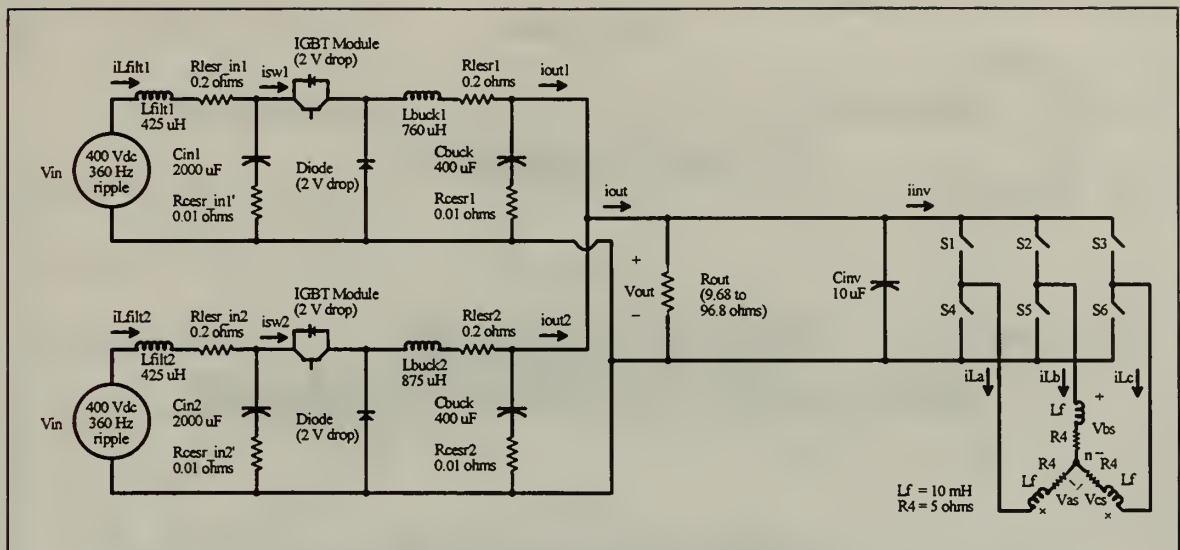 IGBT Module
(2 V drop)
iLfilt1
Rlesr_in1
0.2 ohms
isw1
Rlesr1
0.2 ohms
iout1
Lfilt1
425 uH
Lbuck1
760 uH
Vin
400 Vdc
360 Hz
ripple
Cin1
2000 uF
Diode
(2 V drop)
Cbuck
400 uF
Rcesr_in1'
0.01 ohms
Rcesr1
0.01 ohms
iout
iinv
+
Vout
–
Rout
(9.68 to
96.8 ohms)
Cinv
10 uF
S1
S2
S3
S4
S5
S6
IGBT Module
(2 V drop)
iLfilt2
Rlesr_in2
0.2 ohms
isw2
Rlesr2
0.2 ohms
iout2
Lfilt2
425 uH
Lbuck2
875 uH
Vin
400 Vdc
360 Hz
ripple
Cin2
2000 uF
Diode
(2 V drop)
Cbuck
400 uF
Rcesr_in2'
0.01 ohms
Rcesr2
0.01 ohms
iLa
iLb
iLc
+
Lf
Vbs
R4
n –
R4
R4
Lf
Lf
Vas
Vcs
+
+
Lf = 10 mH
R4 = 5 ohms